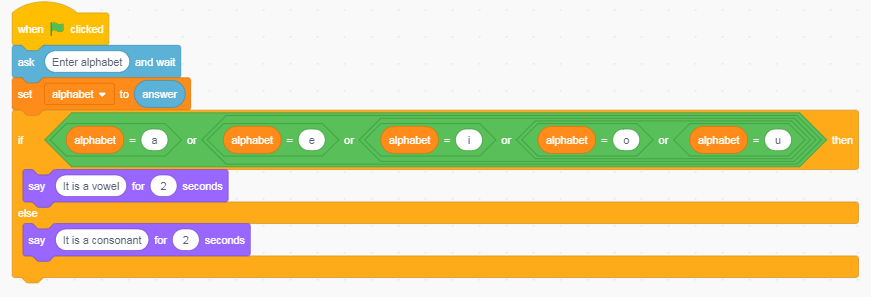 when clicked
ask Enter alphabet and wait
set alphabet to answer
if alphabet = a or alphabet = e or alphabet = i or alphabet = o or alphabet = u then
say It is a vowel for 2 seconds
else
say It is a consonant for 2 seconds